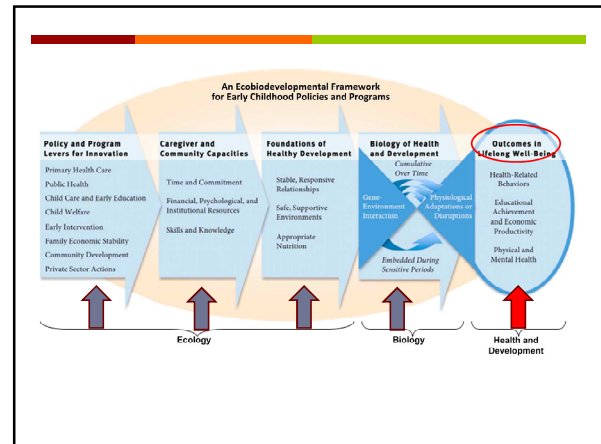 An Ecobiodevelopmental Framework
for Early Childhood Policies and Programs
Policy and Program
Levers for Innovation
Primary Health Care
Public Health
Child Care and Early Education
Child Welfare
Early Intervention
Family Economic Stability
Community Development
Private Sector Actions
Caregiver and
Community Capacities
Time and Commitment
Financial, Psychological, and
Institutional Resources
Skills and Knowledge
Foundations of
Healthy Development
Stable, Responsive
Relationships
Safe, Supportive
Environments
Appropriate
Nutrition
Biology of Health
and Development
Cumulative
Over Time
Gene-
Environment
Interaction
Physiological
Adaptations or
Disruptions
Embedded During
Sensitive Periods
Outcomes in
Lifelong Well-Being
Health-Related
Behaviors
Educational
Achievement
and Economic
Productivity
Physical and
Mental Health
Ecology
Biology
Health and
Development